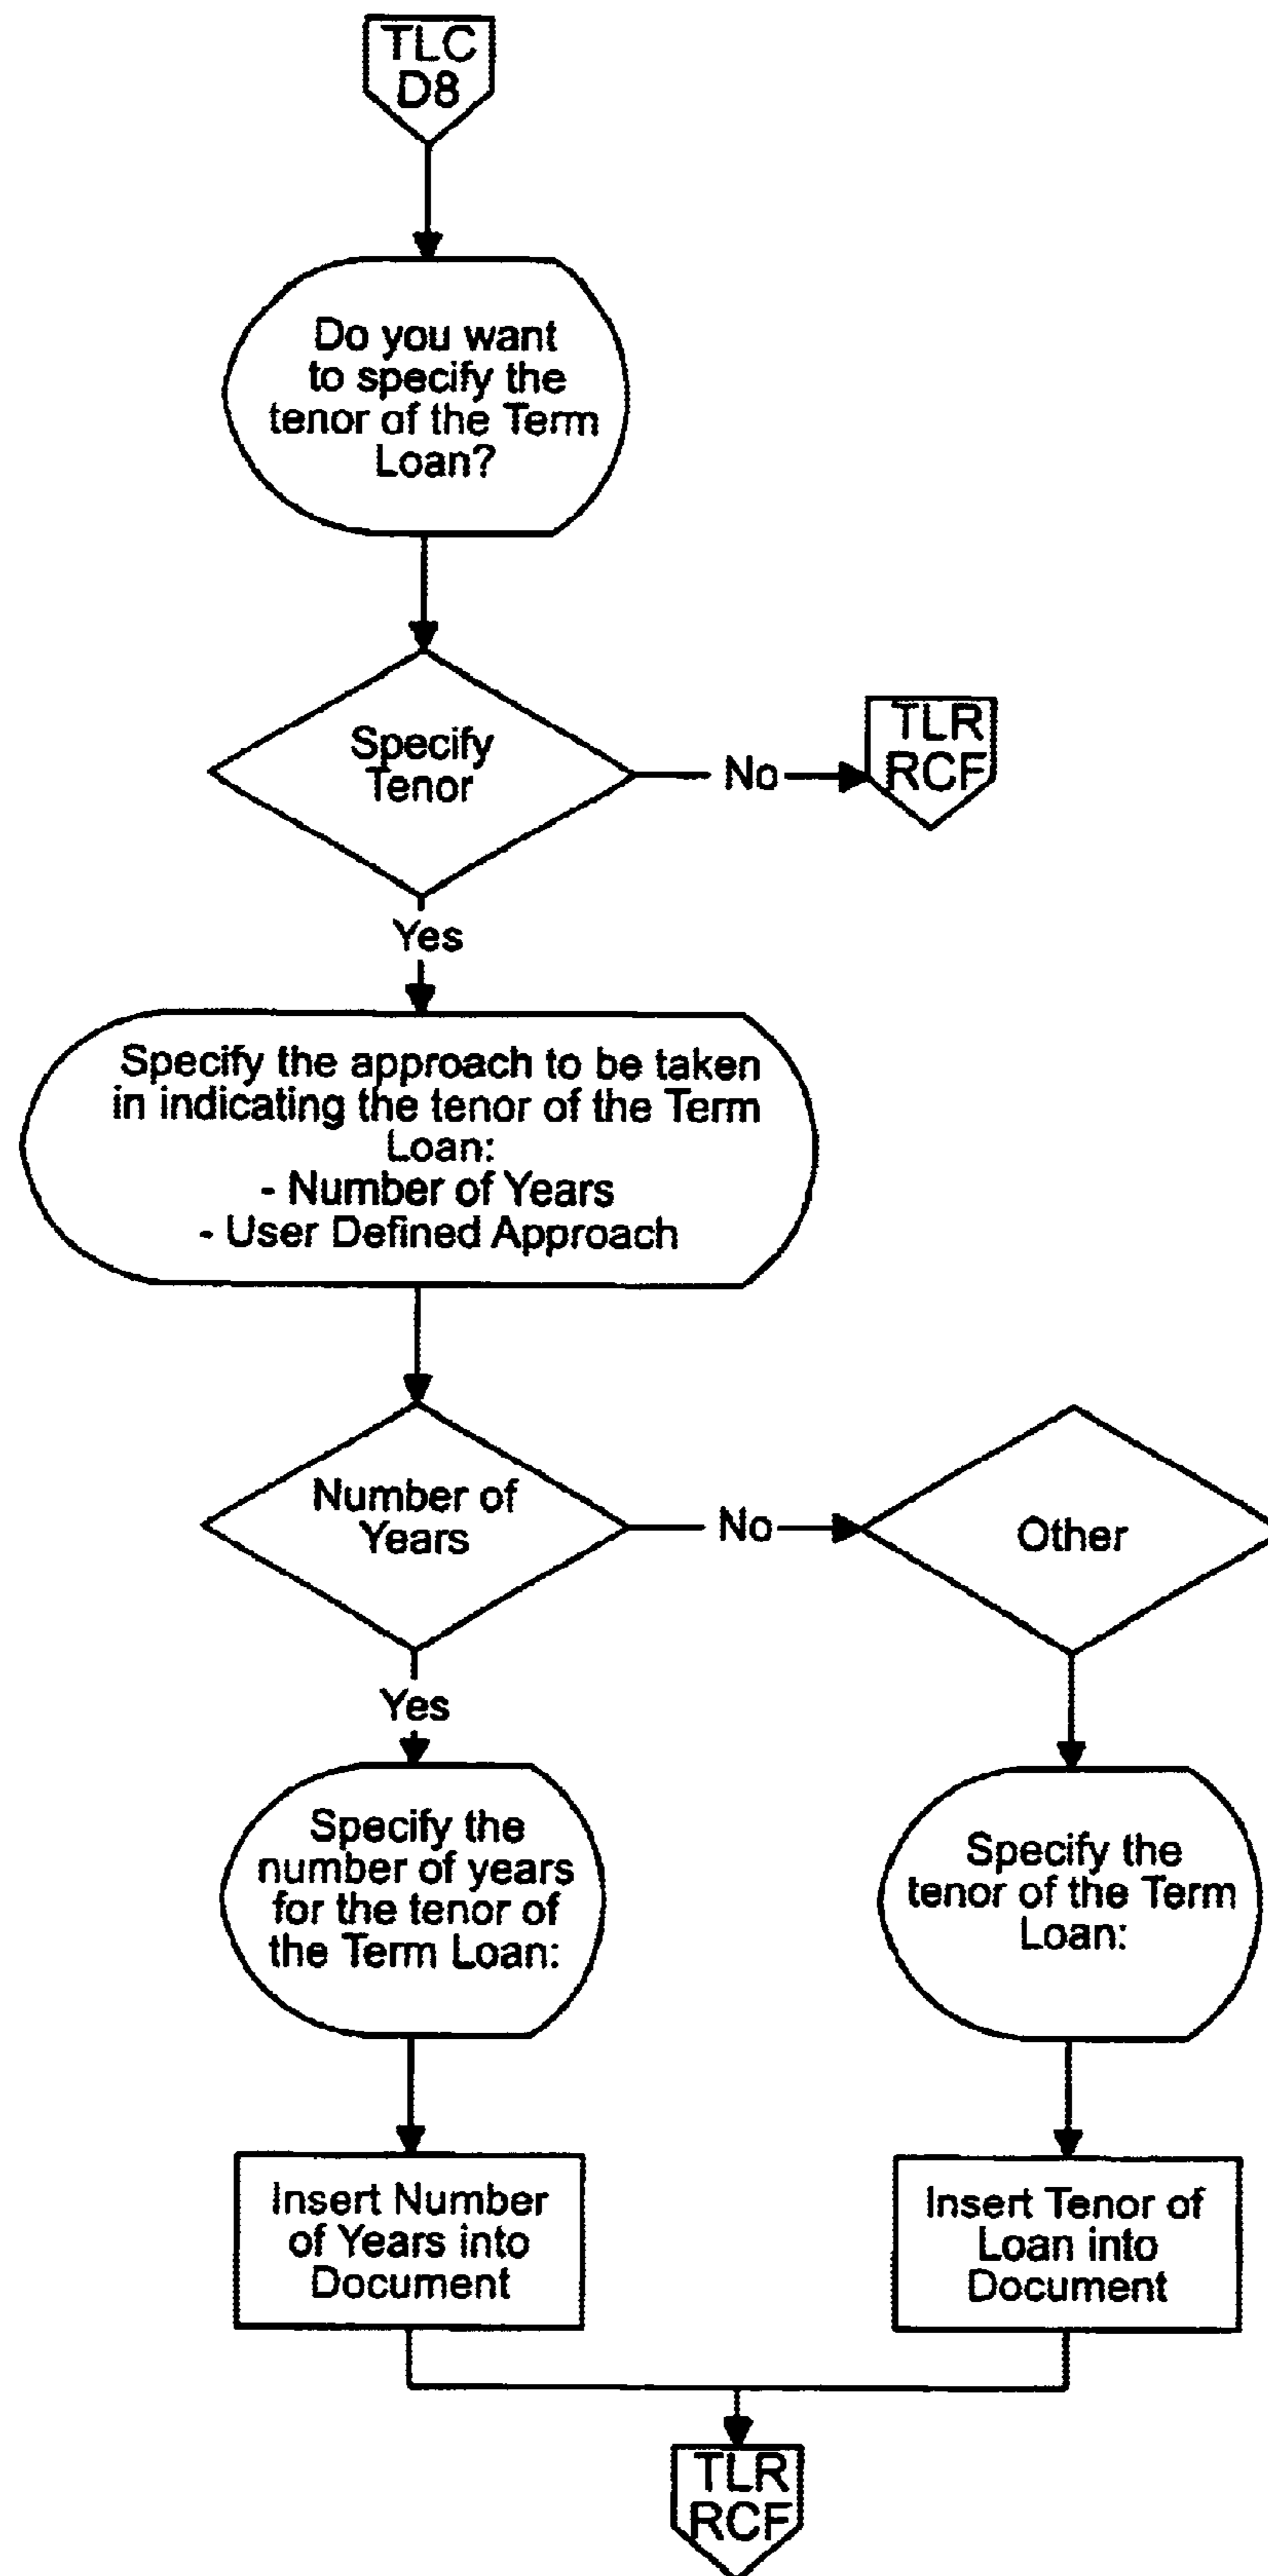 TLC
D8
Do you want
to specify the
tenor of the Term
Loan?
Specify
Tenor
No
TLR
RCF
Yes
Specify the approach to be taken
in indicating the tenor of the Term
Loan:
- Number of Years
- User Defined Approach
Number of
Years
No
Other
Yes
Specify the
number of years
for the tenor of
the Term Loan:
Specify the
tenor of the Term
Loan:
Insert Number
of Years into
Document
Insert Tenor of
Loan into
Document
TLR
RCF